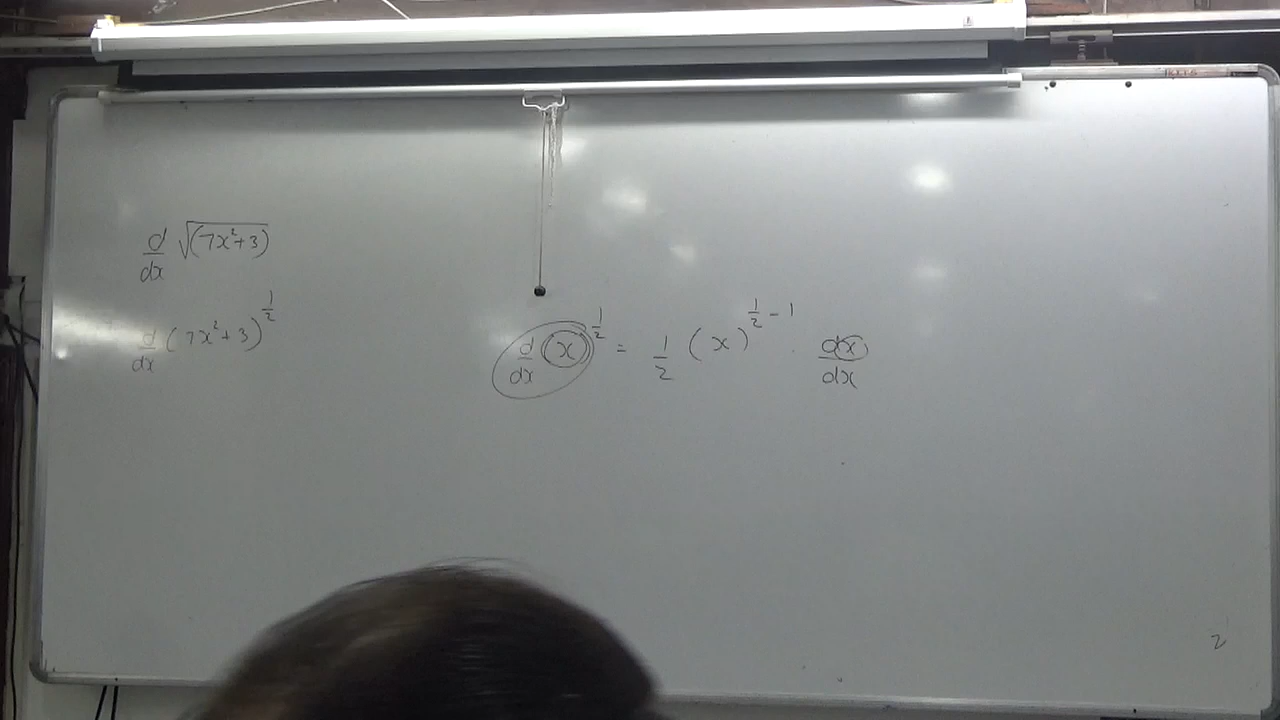 d/dx √(7x²+3)
d/dx (7x²+3)^½
d/dx (x)^½ = ½ (x)^(½ - 1) . dx/dx
2